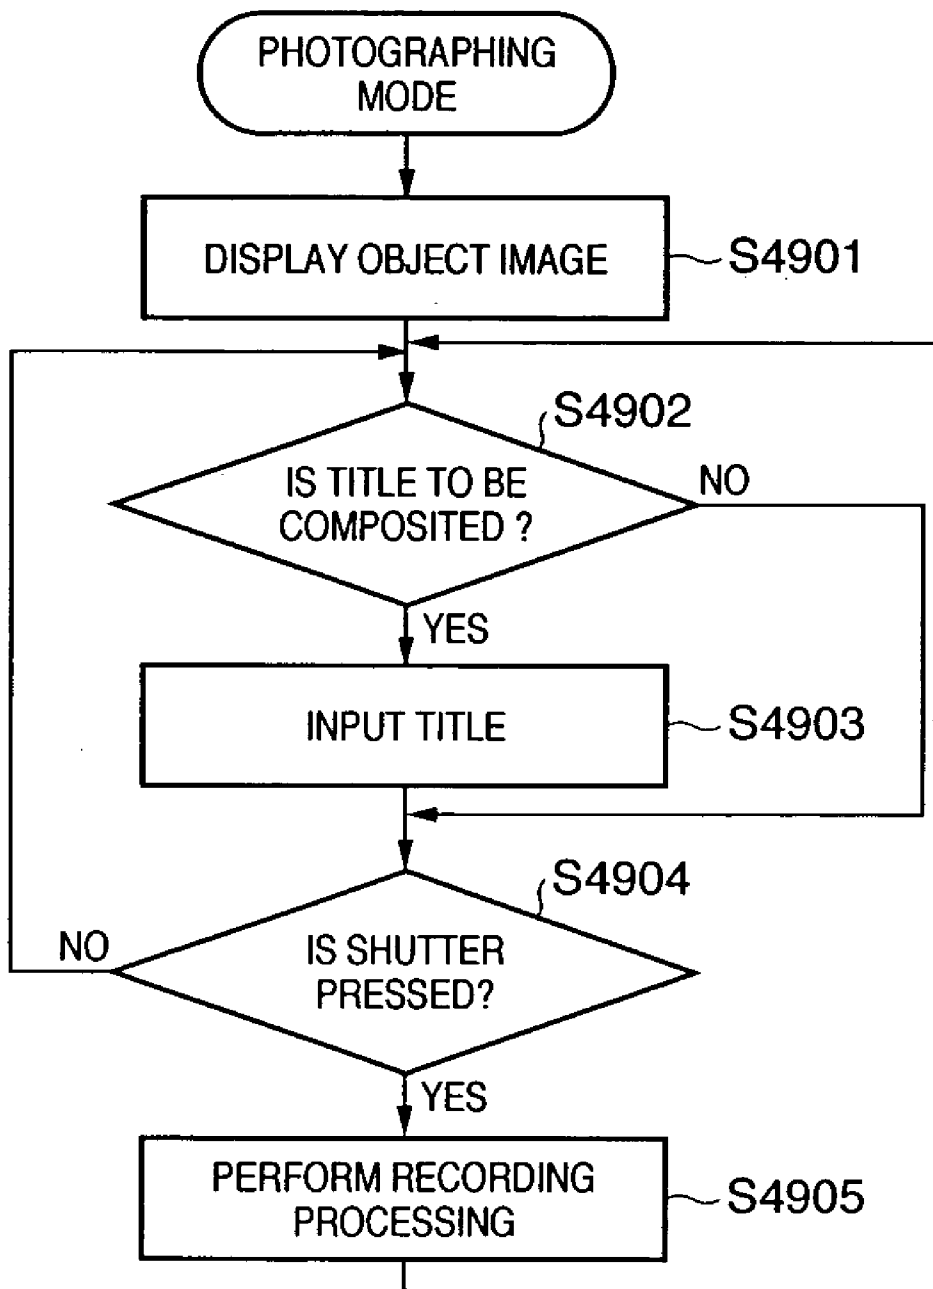 PHOTOGRAPHING
MODE
DISPLAY OBJECT IMAGE
S4901
S4902
IS TITLE TO BE
COMPOSITED ?
NO
YES
INPUT TITLE
S4903
S4904
IS SHUTTER
PRESSED?
NO
YES
PERFORM RECORDING
PROCESSING
S4905